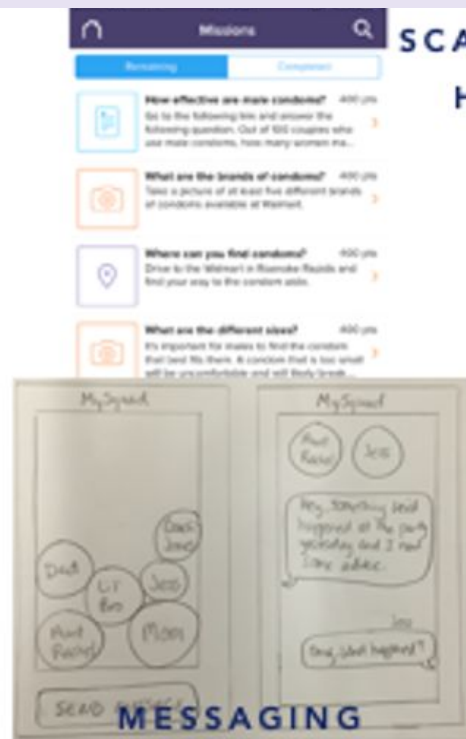 Missions
SCA
Remaining
Completed
H
How effective are male condoms? 400 pts
Go to the following link and answer the
following question. Out of 100 couples who
use male condoms, how many women ma...
What are the brands of condoms? 400 pts
Take a picture of at least five different brands
of condoms available at Walmart.
Where can you find condoms? 400 pts
Drive to the Walmart in Roanoke Rapids and
find your way to the condom aisle.
What are the different sizes? 400 pts
It's important for males to find the condom
that best fits them. A condom that is too small
will be uncomfortable and will likely break...
MySquad
Coach
Jones
Dad
Lil
Bro
Jess
Aunt
Rachel
Mom
SEND
MySquad
Aunt
Rachel
Jess
Hey, something weird
happened at the party
yesterday and I need
some advice.
Jess
Omg, what happened?
MESSAGING